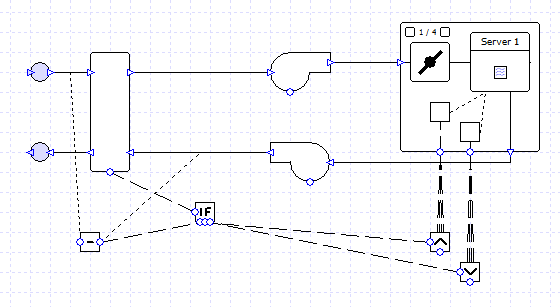 1 / 4
Server 1
IF
-